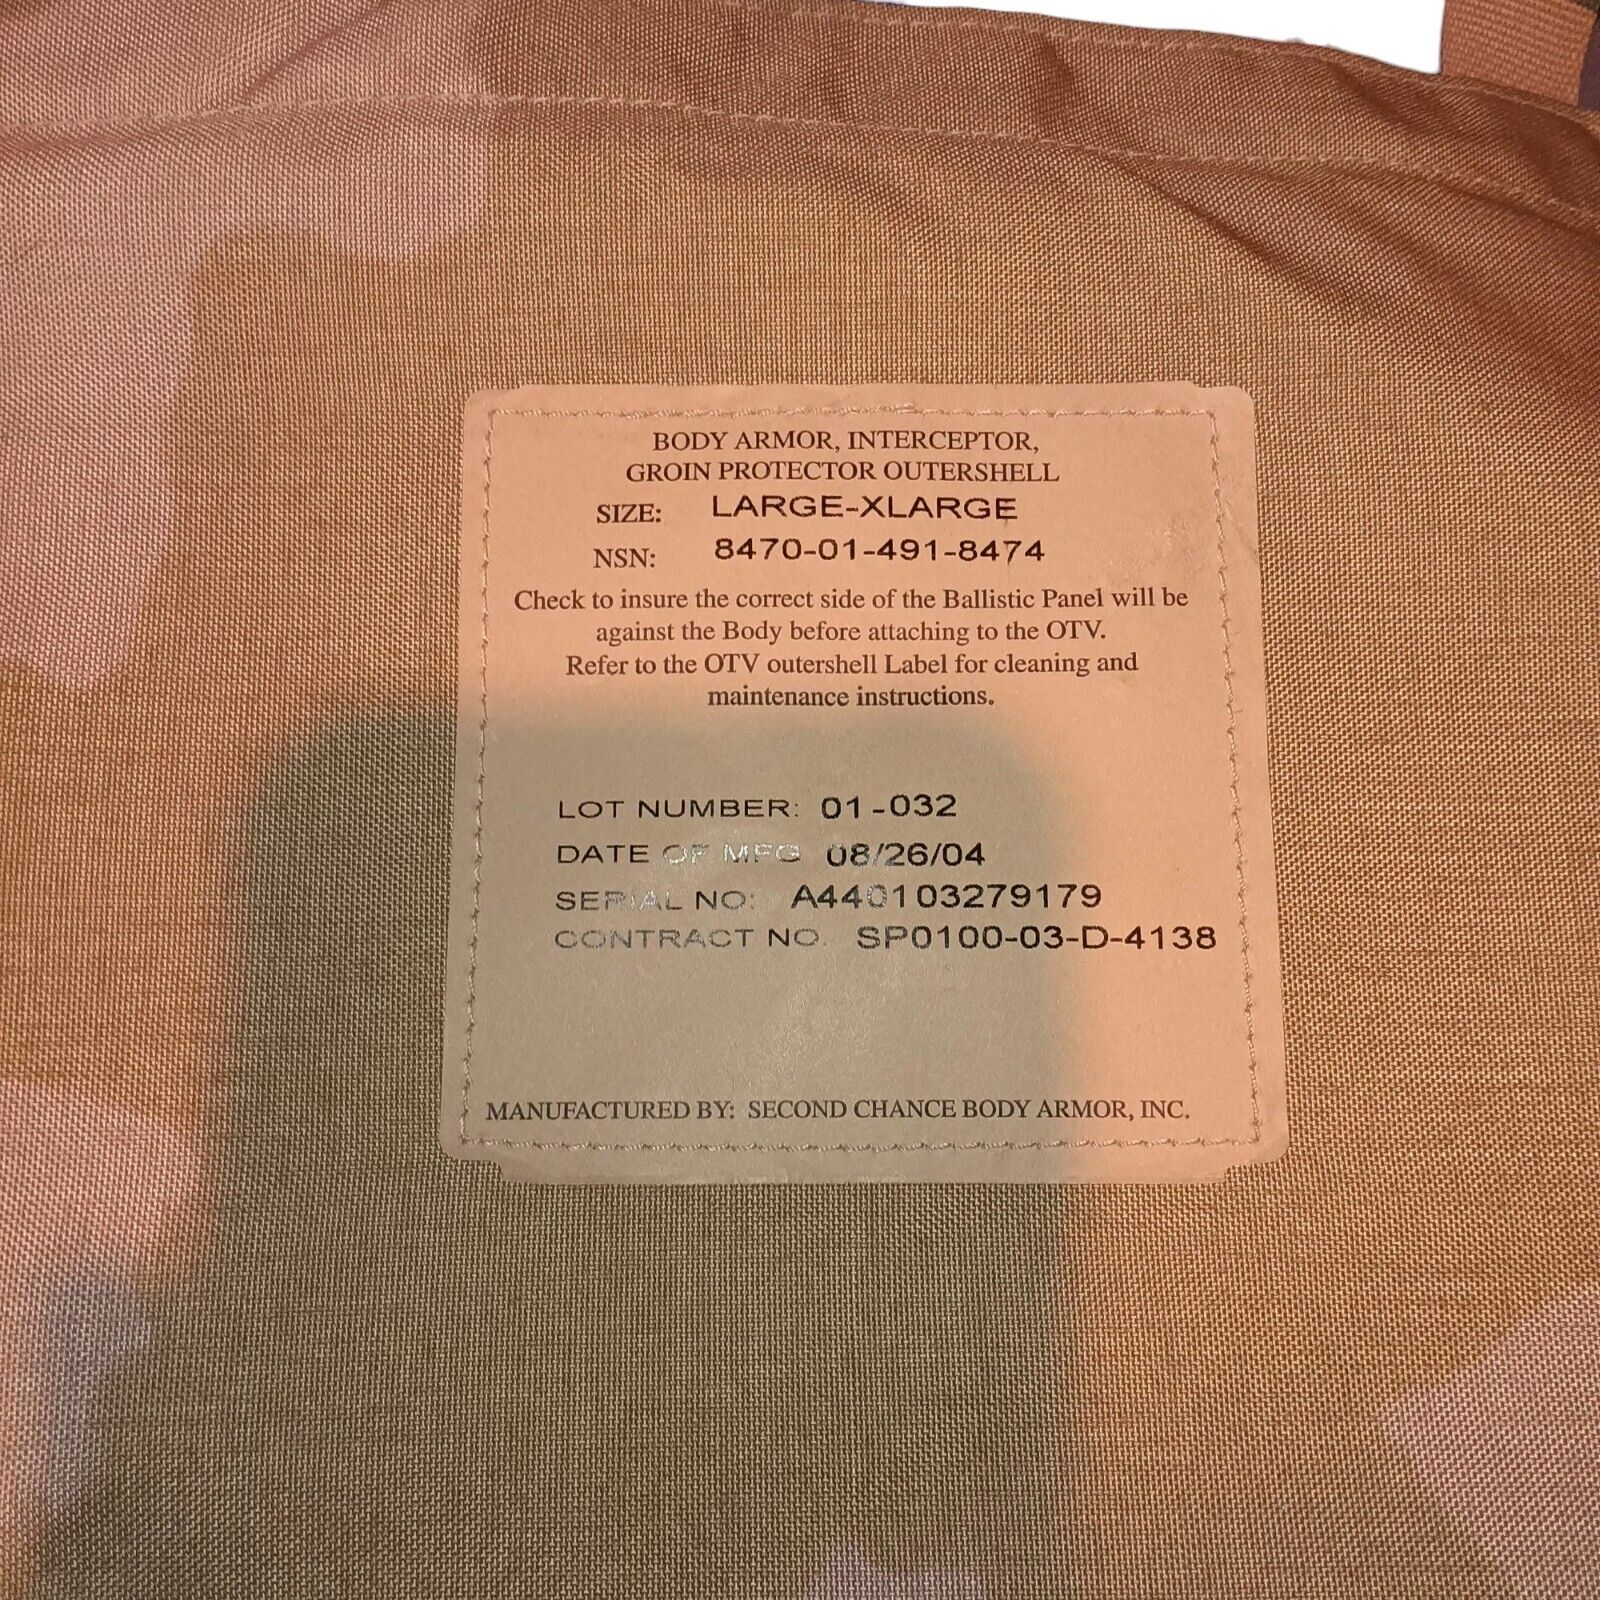 BODY ARMOR, INTERCEPTOR,
GROIN PROTECTOR OUTERSHELL
SIZE: LARGE-XLARGE
NSN: 8470-01-491-8474
Check to insure the correct side of the Ballistic Panel will be
against the Body before attaching to the OTV.
Refer to the OTV outershell Label for cleaning and
maintenance instructions.
LOT NUMBER: 01-032
DATE OF MFG 08/26/04
SERIAL NO: A440103279179
CONTRACT NO. SP0100-03-D-4138
MANUFACTURED BY: SECOND CHANCE BODY ARMOR, INC.